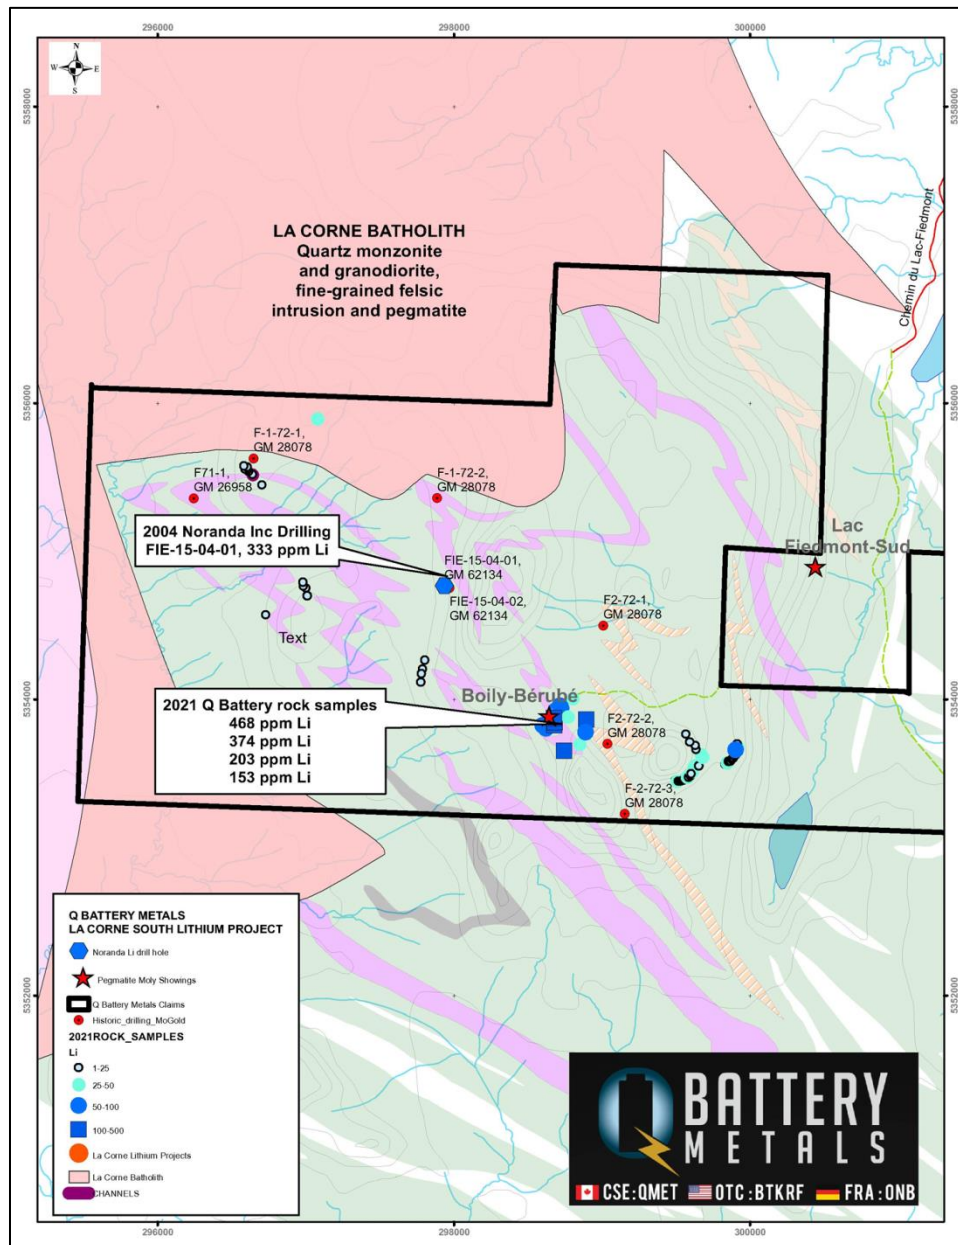 296000
298000
300000
N
W
E
S
5358000
5358000
LA CORNE BATHOLITH
Quartz monzonite
and granodiorite,
fine-grained felsic
intrusion and pegmatite
Chemin du Lac-Fiedmont
5356000
5356000
F-1-72-1,
GM 28078
F71-1,
GM 26958
F-1-72-2,
GM 28078
2004 Noranda Inc Drilling
FIE-15-04-01, 333 ppm Li
Lac
Fiedmont-Sud
FIE-15-04-01,
GM 62134
FIE-15-04-02,
GM 62134
F2-72-1,
GM 28078
Text
5354000
5354000
Boily-Bérubé
2021 Q Battery rock samples
468 ppm Li
374 ppm Li
203 ppm Li
153 ppm Li
F2-72-2,
GM 28078
F-2-72-3,
GM 28078
Q BATTERY METALS
LA CORNE SOUTH LITHIUM PROJECT
Noranda Li drill hole
Pegmatite Moly Showings
Q Battery Metals Claims
Historic_drilling_MoGold
2021ROCK_SAMPLES
Li
1-25
25-50
50-100
100-500
La Corne Lithium Projects
La Corne Batholith
CHANNELS
5352000
5352000
Q BATTERY
METALS
CSE:QMET OTC:BTKRF FRA:ONB
296000
298000
300000